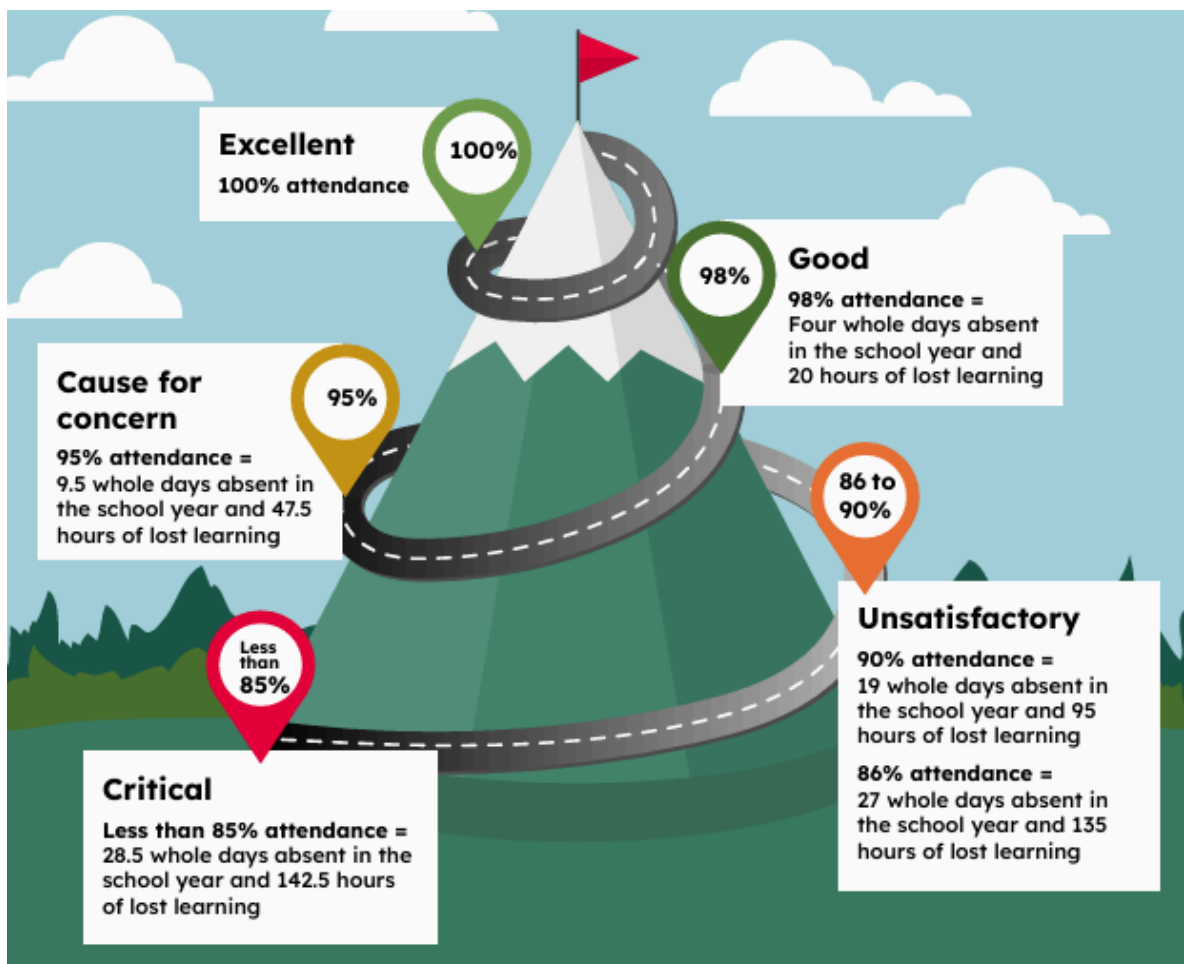 Excellent
100% attendance
100%
98%
Good
98% attendance =
Four whole days absent
in the school year and
20 hours of lost learning
Cause for
concern
95% attendance =
9.5 whole days absent in
the school year and 47.5
hours of lost learning
95%
86 to
90%
Unsatisfactory
90% attendance =
19 whole days absent in
the school year and 95
hours of lost learning
86% attendance =
27 whole days absent in
the school year and 135
hours of lost learning
Less
than
85%
Critical
Less than 85% attendance =
28.5 whole days absent in the
school year and 142.5 hours
of lost learning